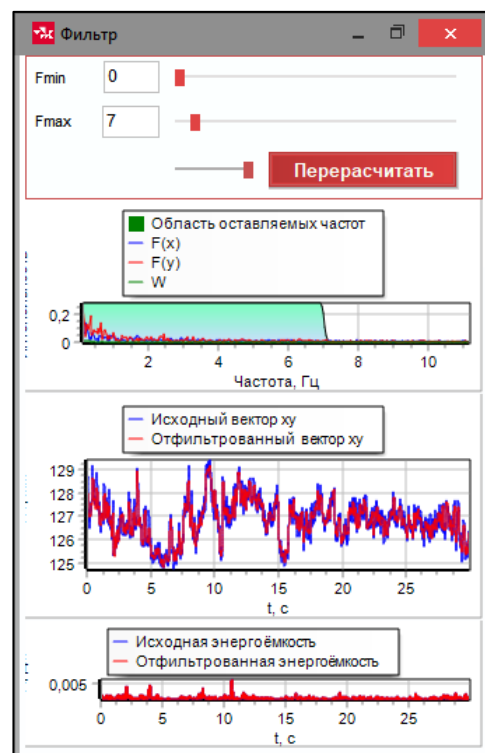 Фильтр
Fmin 0
Fmax 7
Перерасчитать
Область оставляемых частот
F(x)
F(y)
W
0,2
0
2 4 6 8 10
Частота, Гц
Исходный вектор xy
Отфильтрованный вектор xy
129
128
127
126
125
0 5 10 15 20 25
t, с
Исходная энергоёмкость
Отфильтрованная энергоёмкость
0,005
0 5 10 15 20 25
t, с